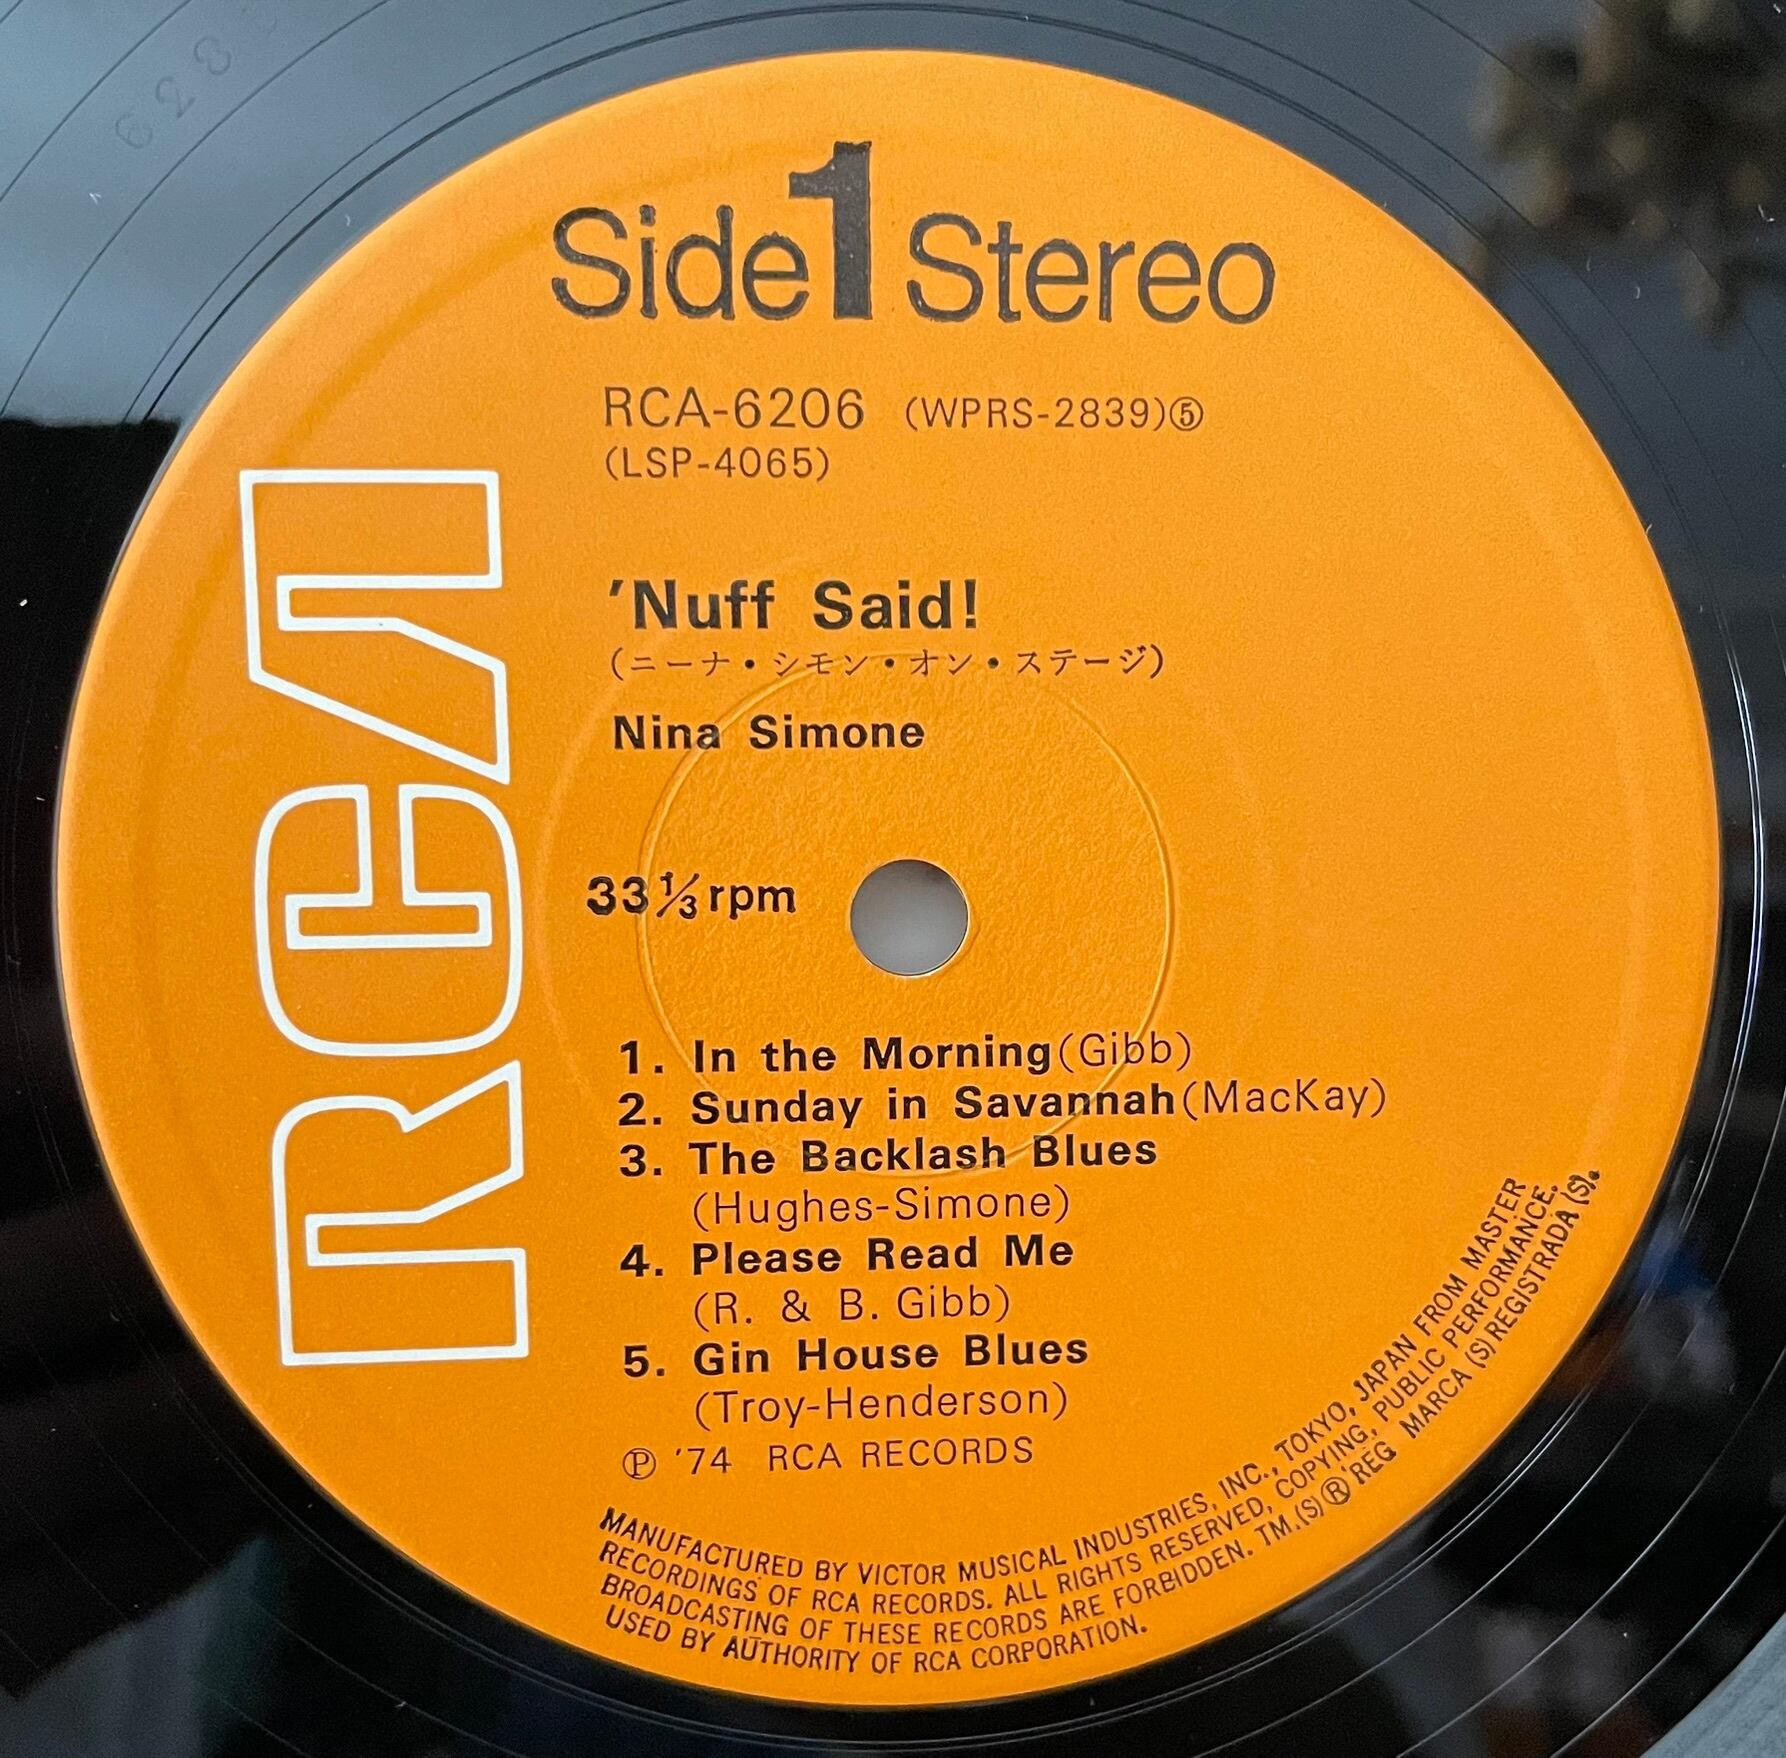 628
Side 1 Stereo
RCA-6206 (WPRS-2839)⑤
(LSP-4065)
RCA
'Nuff Said!
(ニーナ・シモン・オン・ステージ)
Nina Simone
33⅓rpm
1. In the Morning(Gibb)
2. Sunday in Savannah(MacKay)
3. The Backlash Blues
(Hughes-Simone)
4. Please Read Me
(R. & B. Gibb)
5. Gin House Blues
(Troy-Henderson)
Ⓟ '74 RCA RECORDS
MANUFACTURED BY VICTOR MUSICAL INDUSTRIES, INC., TOKYO, JAPAN FROM MASTER
RECORDINGS OF RCA RECORDS. ALL RIGHTS RESERVED, COPYING, PUBLIC PERFORMANCE.
BROADCASTING OF THESE RECORDS ARE FORBIDDEN. TM.(S)® REG MARCA (S) REGISTRADA (S).
USED BY AUTHORITY OF RCA CORPORATION.